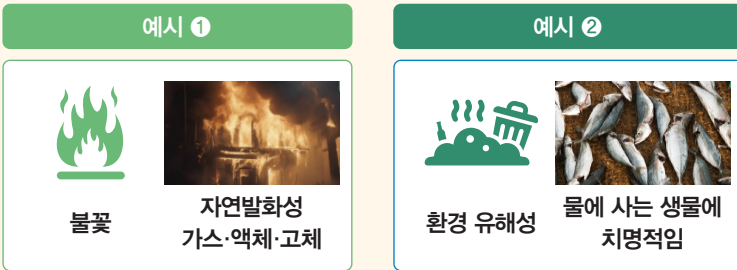 예시 ❶
불꽃
자연발화성
가스·액체·고체
예시 ❷
환경 유해성
물에 사는 생물에
치명적임